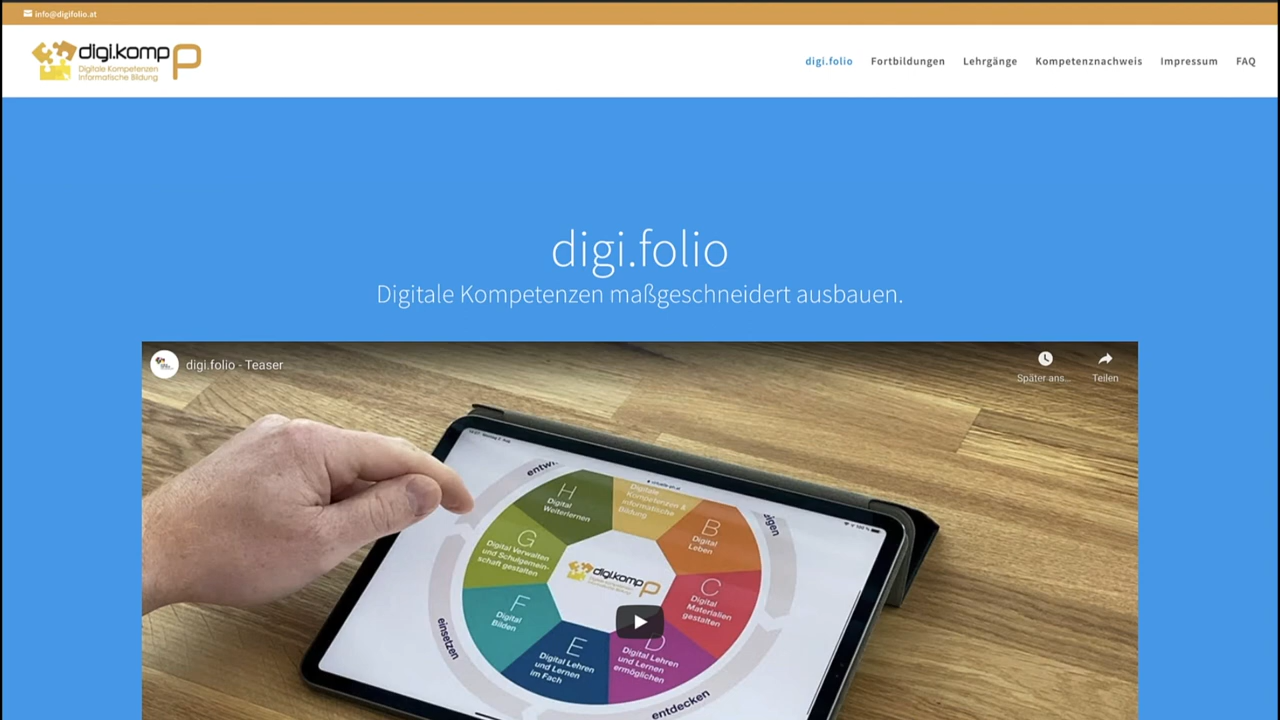 info@digifolio.at
digi.komp P
Digitale Kompetenzen
Informatische Bildung
digi.folio
Fortbildungen
Lehrgänge
Kompetenznachweis
Impressum
FAQ
digi.folio
Digitale Kompetenzen maßgeschneidert ausbauen.
digi.folio - Teaser
Später ans...
Teilen
Digitale
Kompetenzen &
informatische
Bildung
B
Digital
Leben
C
Digital
Materialien
gestalten
D
Digital Lehren
und Lernen
ermöglichen
E
Digital Lehren
und Lernen
im Fach
F
Digital
Bilden
G
Digital Verwalten
und Schulgemein-
schaft gestalten
H
Digital
Weiterlernen
digi.komp P
einsetzen
entdecken